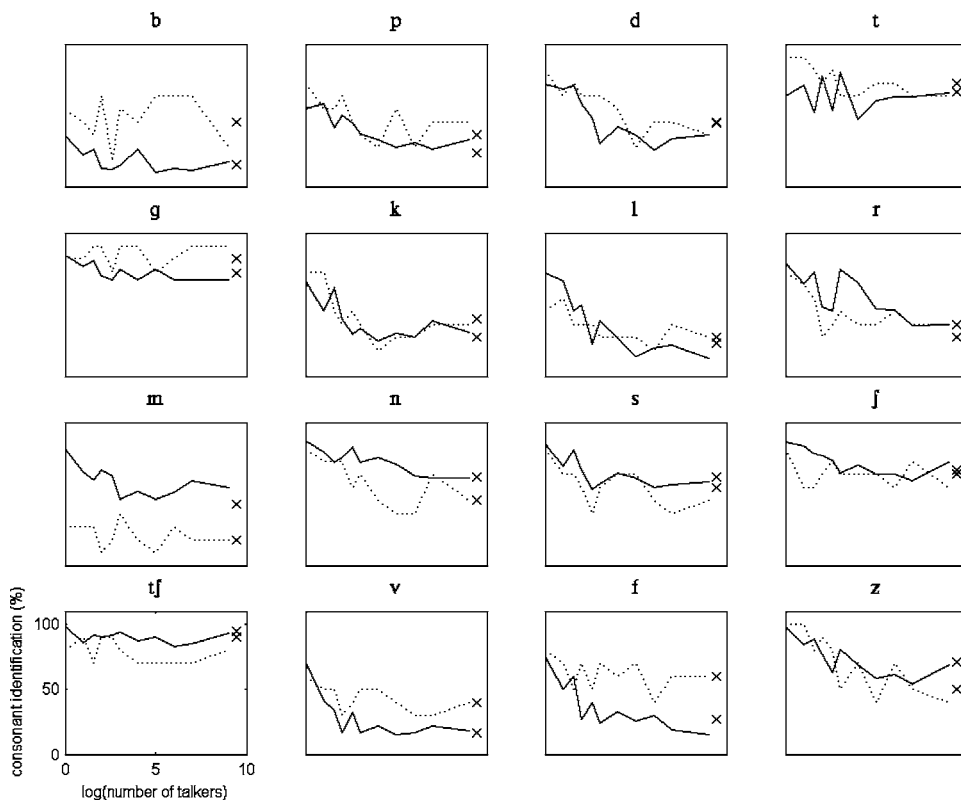 b p d t
g k l r
m n s ʃ
tʃ v f z
consonant identification (%)
100
50
0
0 5 10
log(number of talkers)